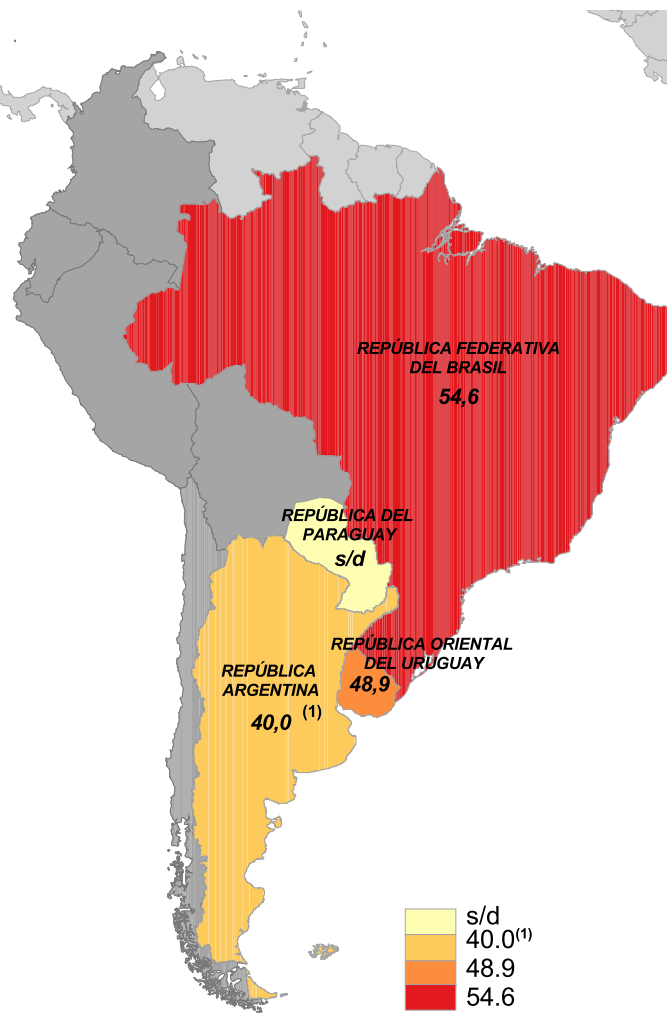 REPÚBLICA FEDERATIVA
DEL BRASIL
54,6
REPÚBLICA DEL
PARAGUAY
s/d
REPÚBLICA ORIENTAL
DEL URUGUAY
48,9
REPÚBLICA
ARGENTINA
40,0 (1)
s/d
40.0(1)
48.9
54.6